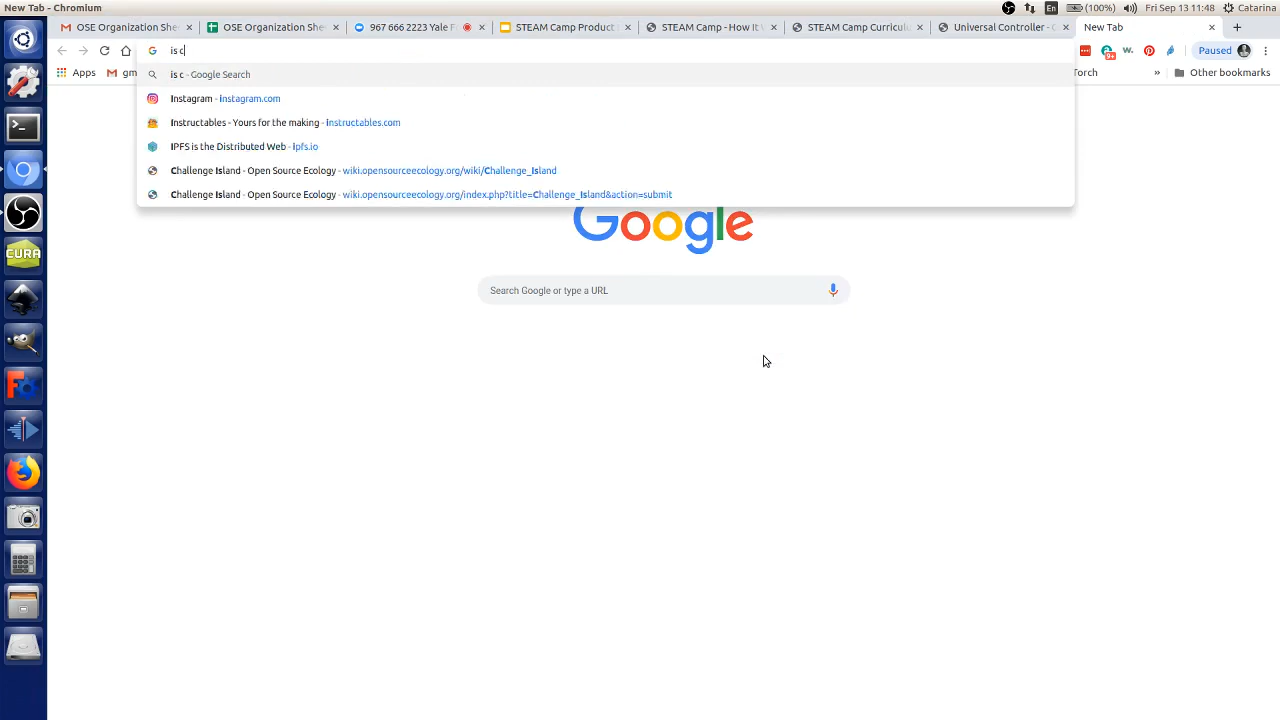 New Tab - Chromium
En
(100%)
Fri Sep 13 11:48
Catarina
OSE Organization Sh
OSE Organization She
967 666 2223 Yale F
STEAM Camp Product
STEAM Camp - How It
STEAM Camp Curricul
Universal Controller -
New Tab
is c
9+
w.
Paused
Apps
gm
Torch
»
Other bookmarks
is c - Google Search
Instagram - instagram.com
Instructables - Yours for the making - instructables.com
IPFS is the Distributed Web - ipfs.io
Challenge Island - Open Source Ecology - wiki.opensourceecology.org/wiki/Challenge_Island
Challenge Island - Open Source Ecology - wiki.opensourceecology.org/index.php?title=Challenge_Island&action=submit
Google
Search Google or type a URL
CURA